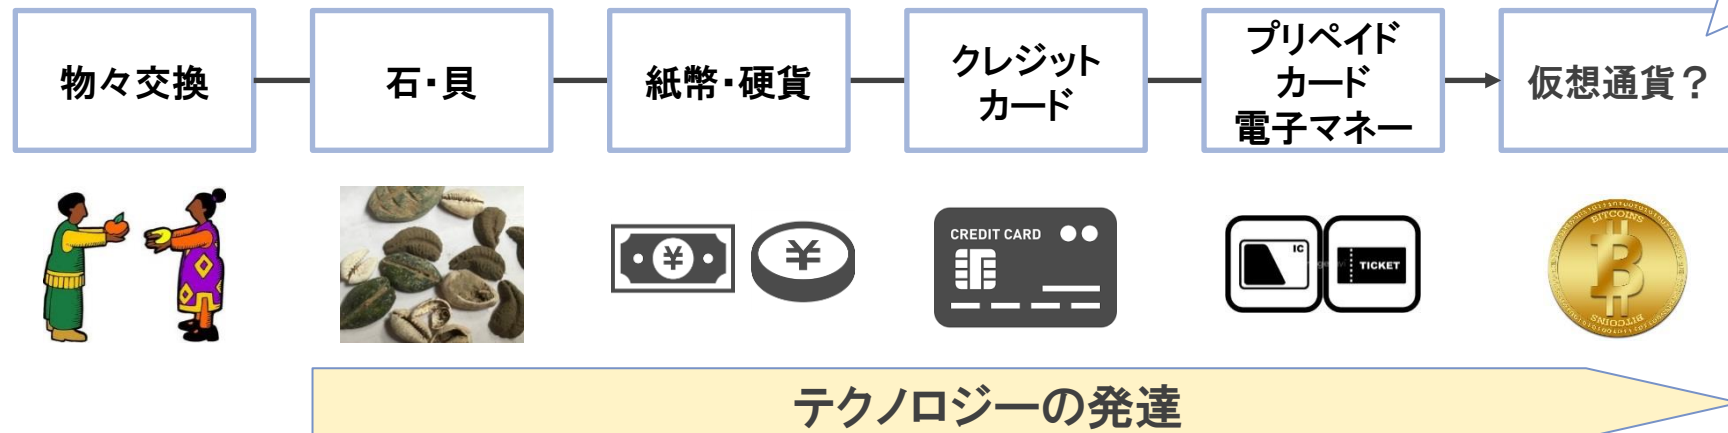 物々交換
石・貝
紙幣・硬貨
クレジット
カード
プリペイド
カード
電子マネー
仮想通貨？
¥
¥
CREDIT CARD
IC
TICKET
BITCOINS
B
BITCOINS
テクノロジーの発達